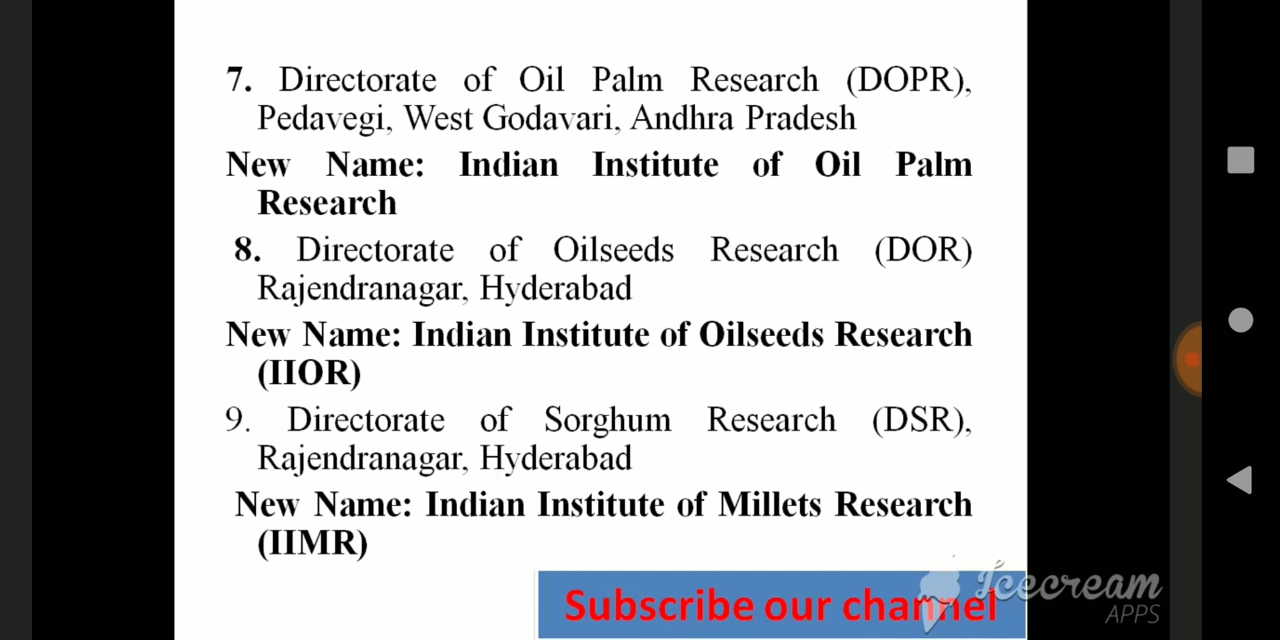 7. Directorate of Oil Palm Research (DOPR),
Pedavegi, West Godavari, Andhra Pradesh
New Name: Indian Institute of Oil Palm
Research
8. Directorate of Oilseeds Research (DOR)
Rajendranagar, Hyderabad
New Name: Indian Institute of Oilseeds Research
(IIOR)
9. Directorate of Sorghum Research (DSR),
Rajendranagar, Hyderabad
New Name: Indian Institute of Millets Research
(IIMR)
Subscribe our channel
Icecream
APPS